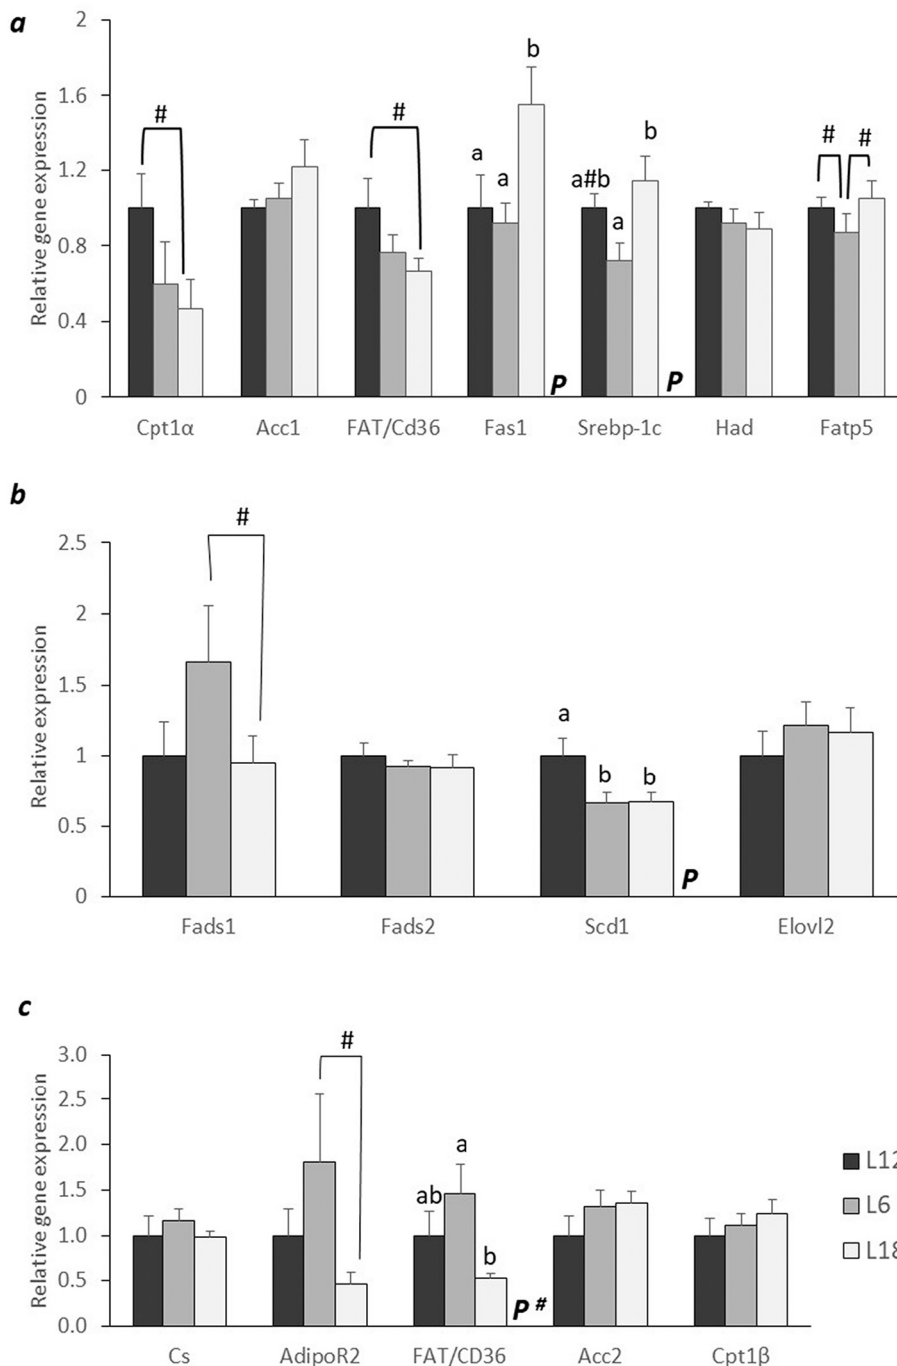 a
Relative gene expression
2
1.6
1.2
0.8
0.4
0
#
#
a
a
b
a#b
a
b
#
#
P
P
Cpt1α Acc1 FAT/Cd36 Fas1 Srebp-1c Had Fatp5
b
Relative expression
2.5
2
1.5
1
0.5
0
#
a
b
b
P
Fads1 Fads2 Scd1 Elovl2
c
Relative gene expression
3.0
2.5
2.0
1.5
1.0
0.5
0.0
#
ab
a
b
P #
L12
L6
L18
Cs AdipoR2 FAT/CD36 Acc2 Cpt1β